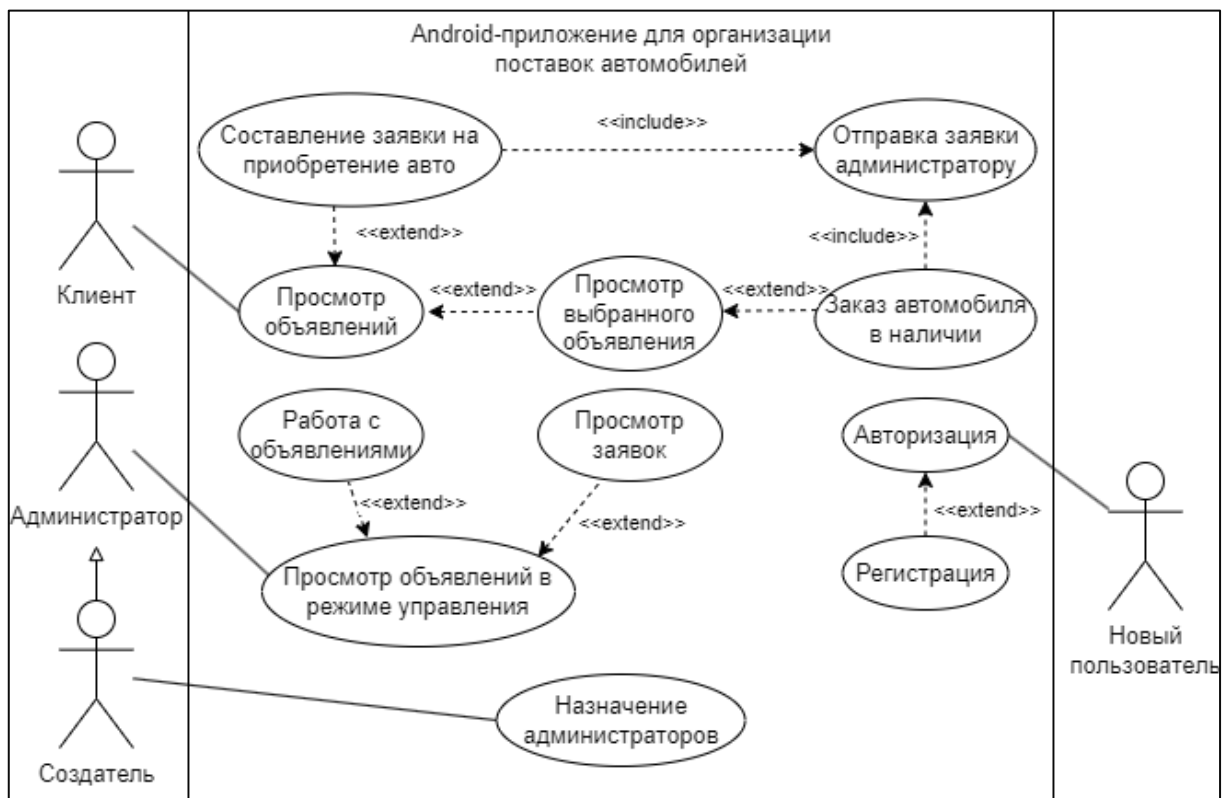 Android-приложение для организации
поставок автомобилей
Составление заявки на
приобретение авто
<<include>>
Отправка заявки
администратору
<<extend>>
<<include>>
Клиент
Просмотр
объявлений
<<extend>>
Просмотр
выбранного
объявления
<<extend>>
Заказ автомобиля
в наличии
Работа с
объявлениями
Просмотр
заявок
Авторизация
<<extend>>
<<extend>>
<<extend>>
Администратор
Просмотр объявлений в
режиме управления
Регистрация
Новый
пользователь
Назначение
администраторов
Создатель